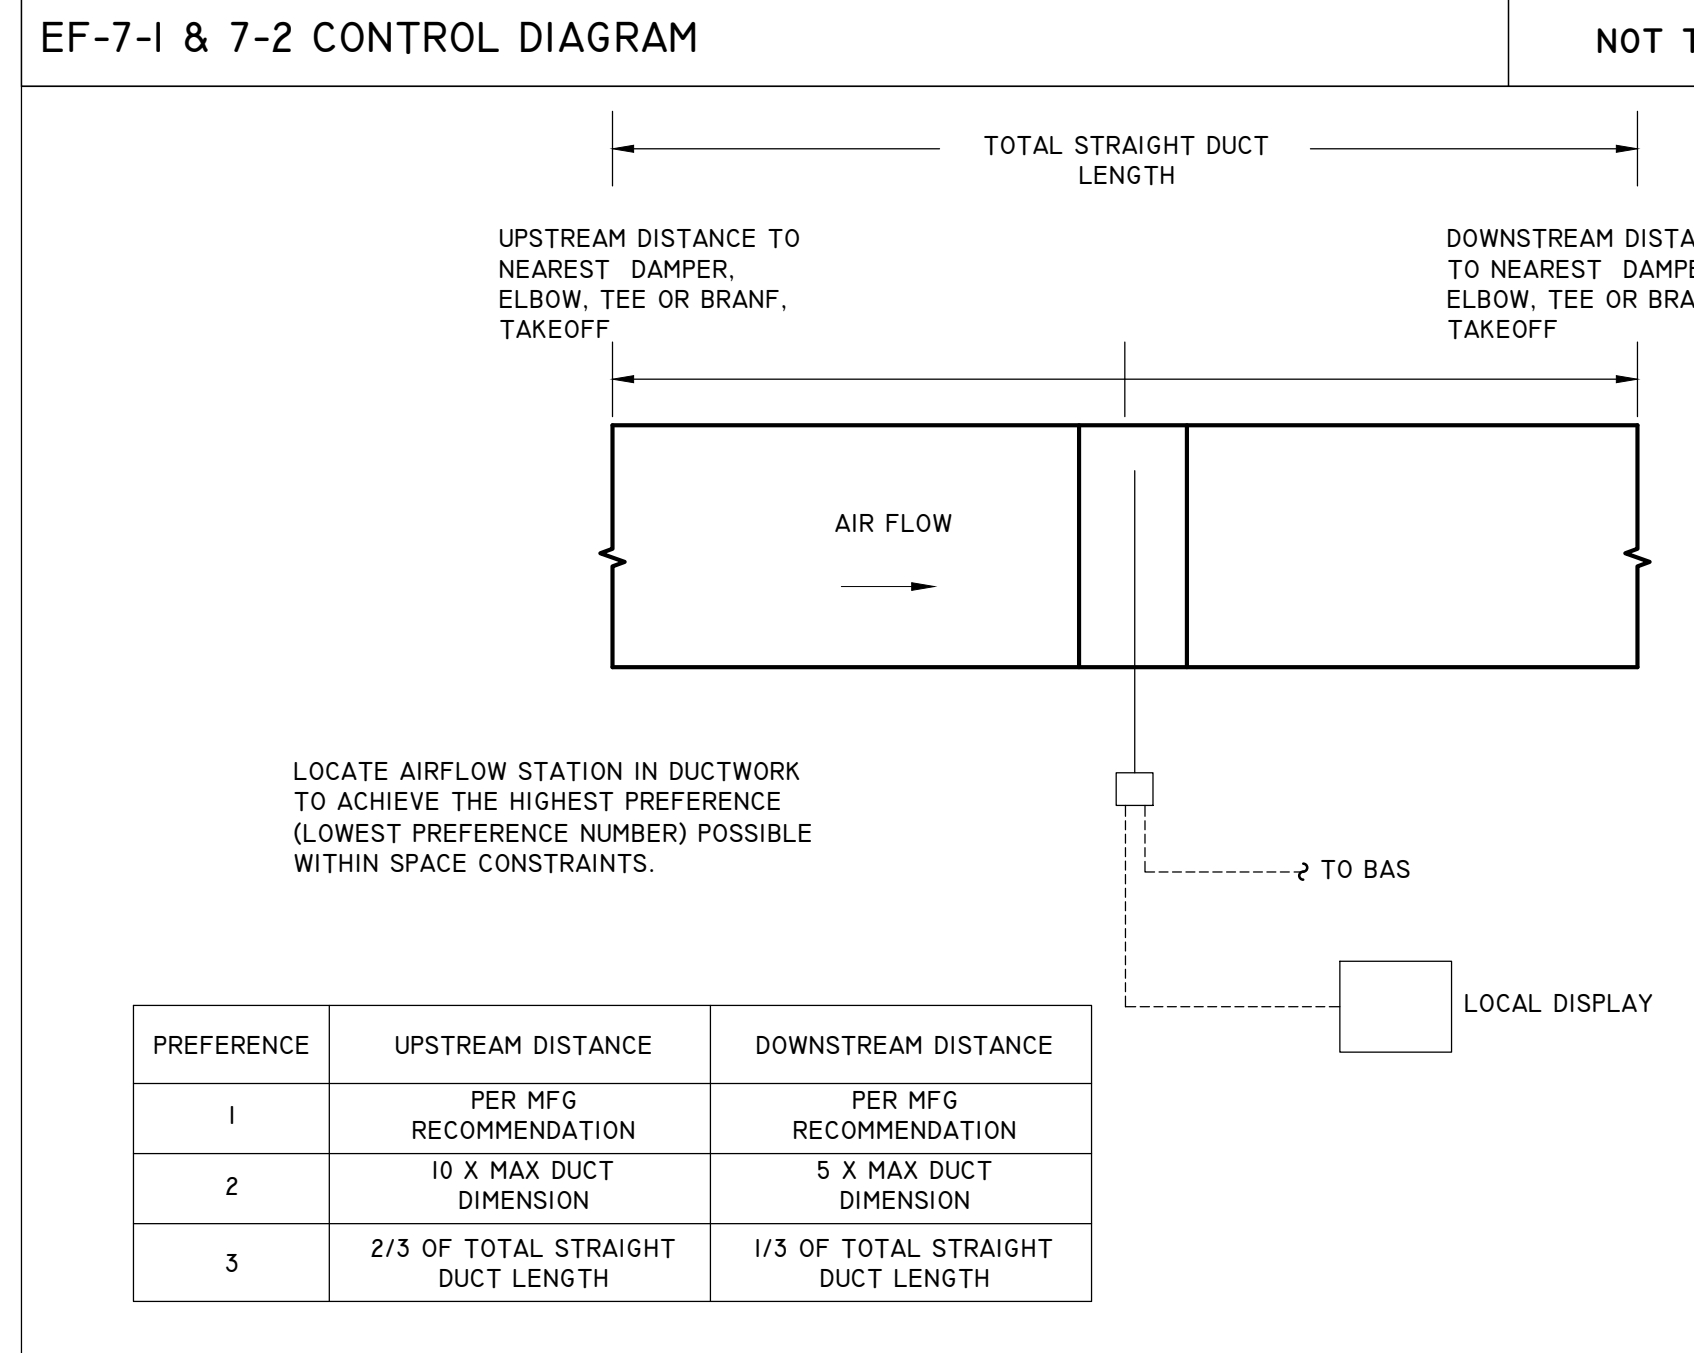 EF-7-1 & 7-2 CONTROL DIAGRAM
NOT
TOTAL STRAIGHT DUCT
LENGTH
UPSTREAM DISTANCE TO
NEAREST DAMPER,
ELBOW, TEE OR BRANF,
TAKEOFF
DOWNSTREAM
TO NEAREST
ELBOW, TEE OR
TAKEOFF
AIR FLOW
LOCATE AIRFLOW STATION IN DUCTWORK
TO ACHIEVE THE HIGHEST PREFERENCE
(LOWEST PREFERENCE NUMBER) POSSIBLE
WITHIN SPACE CONSTRAINTS.
TO BAS
LOCAL DISPLAY
PREFERENCE UPSTREAM DISTANCE DOWNSTREAM DISTANCE
1 PER MFG RECOMMENDATION PER MFG RECOMMENDATION
2 10 X MAX DUCT DIMENSION 5 X MAX DUCT DIMENSION
3 2/3 OF TOTAL STRAIGHT DUCT LENGTH 1/3 OF TOTAL STRAIGHT DUCT LENGTH